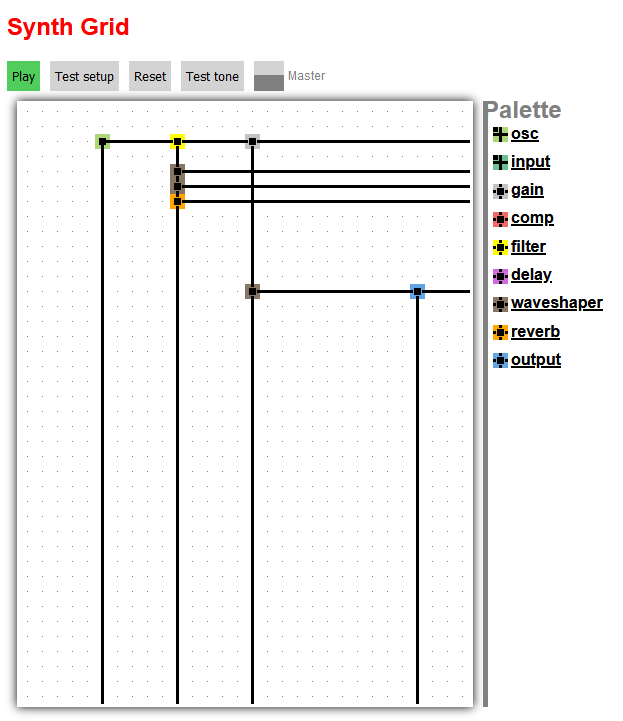 Synth Grid
Play Test setup Reset Test tone Master
Palette
osc
input
gain
comp
filter
delay
waveshaper
reverb
output